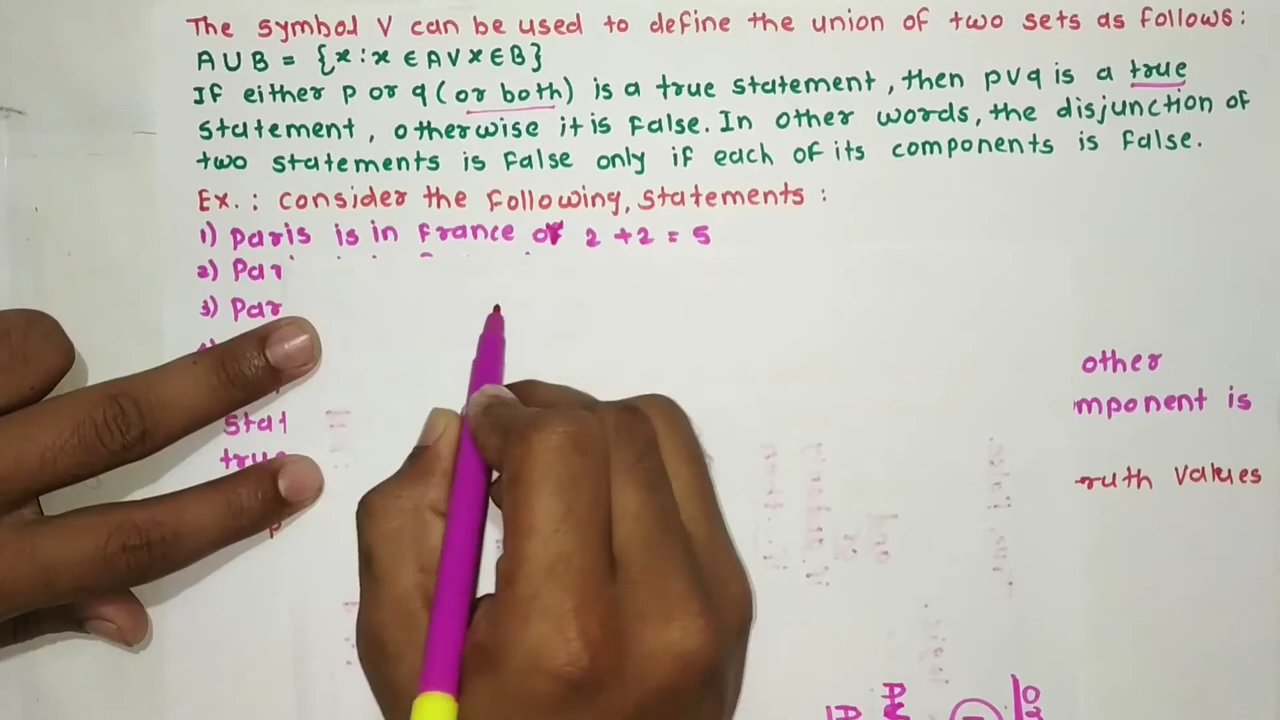 The symbol V can be used to define the union of two sets as follows:
A U B = {x : x ∈ A V x ∈ B}
If either p or q (or both) is a true statement, then p v q is a true
statement, otherwise it is false. In other words, the disjunction of
two statements is false only if each of its components is false.
Ex.: consider the following, statements :
1) paris is in france or 2 + 2 = 5
2) Par
3) Par
other
mponent is
stat
true
ruth values